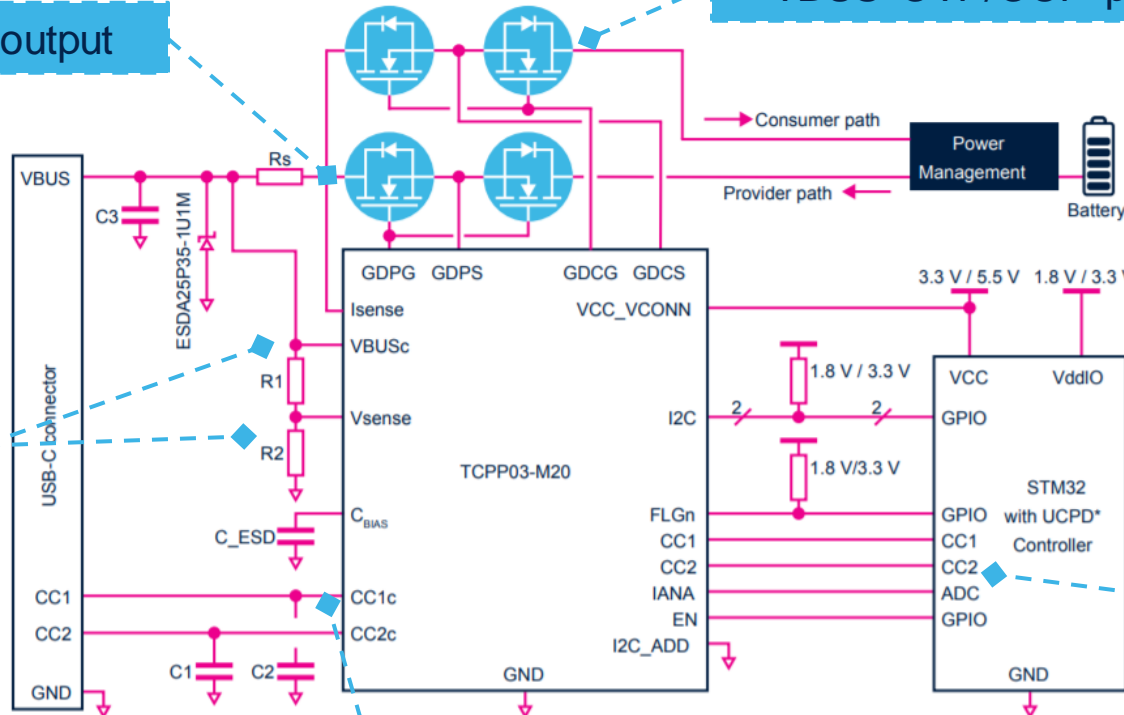 output
VBUS
Rs
C3
ESDA25P35-1U1M
Consumer path
Provider path
Power
Management
Battery
GDPG
GDPS
GDCG
GDCS
Isense
VBUSc
R1
Vsense
R2
C_ESD
CBIAS
VCC_VCONN
3.3 V / 5.5 V
1.8 V / 3.3
1.8 V / 3.3 V
1.8 V/3.3 V
I2C
2
2
TCPP03-M20
VCC
VddIO
GPIO
STM32
with UCPD*
Controller
FLGn
CC1
CC2
IANA
EN
I2C_ADD
GPIO
CC1
CC2
ADC
GPIO
USB-C connector
CC1
CC2
GND
CC1c
CC2c
C1
C2
GND
GND